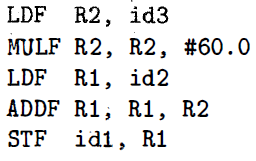 LDF R2, id3
MULF R2, R2, #60.0
LDF R1, id2
ADDF R1, R1, R2
STF id1, R1